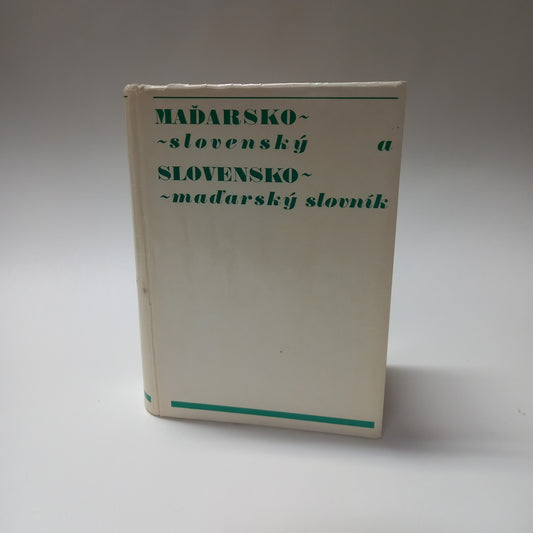 MAĎARSKO~
~slovenský a
SLOVENSKO~
~maďarský slovník